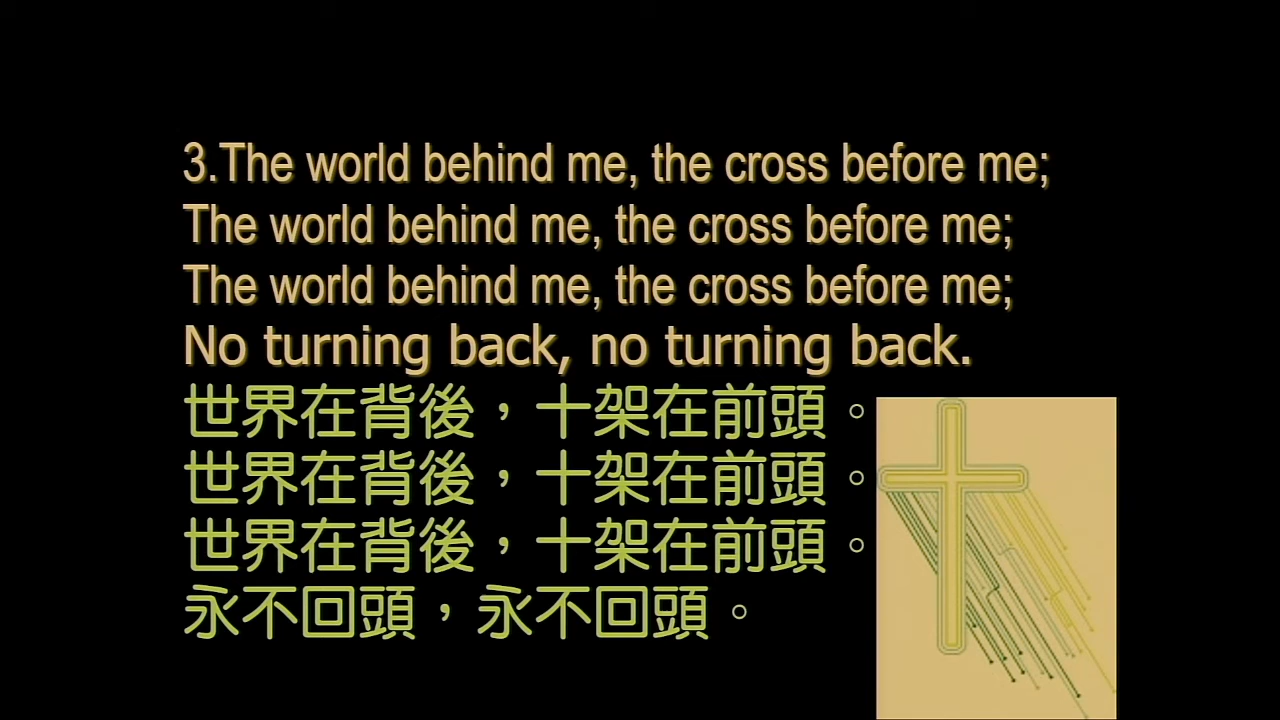 3.The world behind me, the cross before me;
The world behind me, the cross before me;
The world behind me, the cross before me;
No turning back, no turning back.
世界在背後，十架在前頭。
世界在背後，十架在前頭。
世界在背後，十架在前頭。
永不回頭，永不回頭。